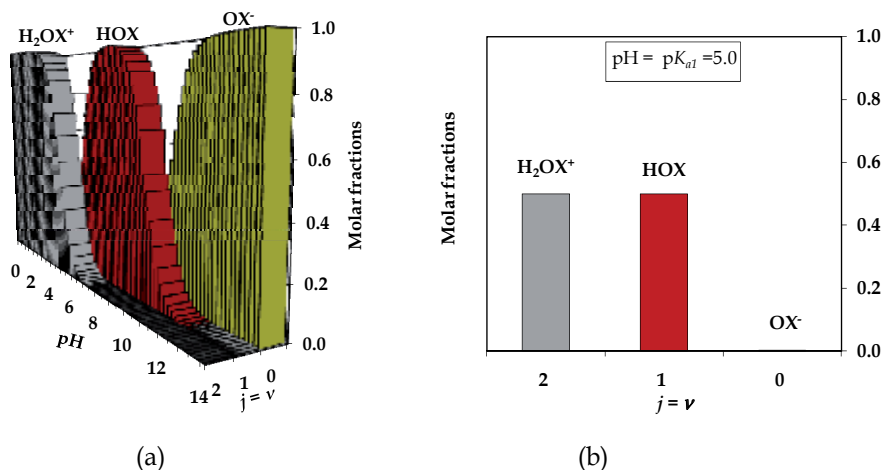 H₂OX⁺ HOX OX⁻
1.0
0.8
0.6
0.4
0.2
0.0
Molar fractions
0
2
4
6
8
10
12
14
pH
2 1 0
j = ν
(a)
pH = pKa1 =5.0
Molar fractions
H₂OX⁺ HOX OX⁻
1.0
0.8
0.6
0.4
0.2
0.0
2 1 0
j = ν
(b)